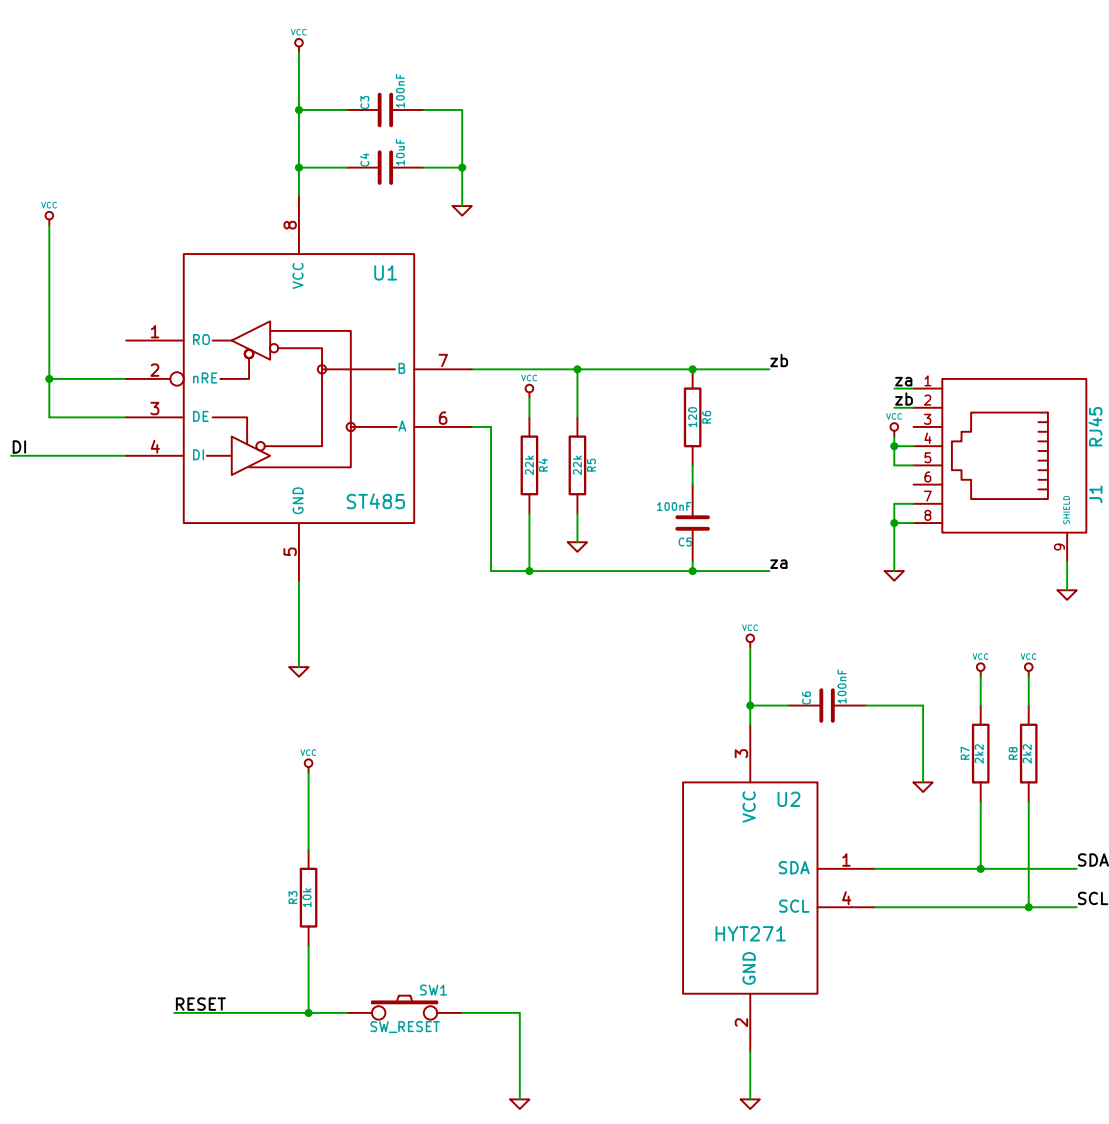 VCC
C3
100nF
C4
10uF
VCC
8
VCC
U1
1
RO
2
nRE
3
DE
DI
4
DI
B
7
A
6
GND
ST485
5
zb
VCC
22k
R4
22k
R5
120
R6
100nF
C5
za
za
1
zb
2
VCC
3
4
5
6
7
8
SHIELD
9
RJ45
J1
VCC
C6
100nF
3
VCC
U2
SDA
1
SCL
4
HYT271
GND
2
VCC
VCC
R7
2k2
R8
2k2
SDA
SCL
VCC
R3
10k
RESET
SW1
SW_RESET